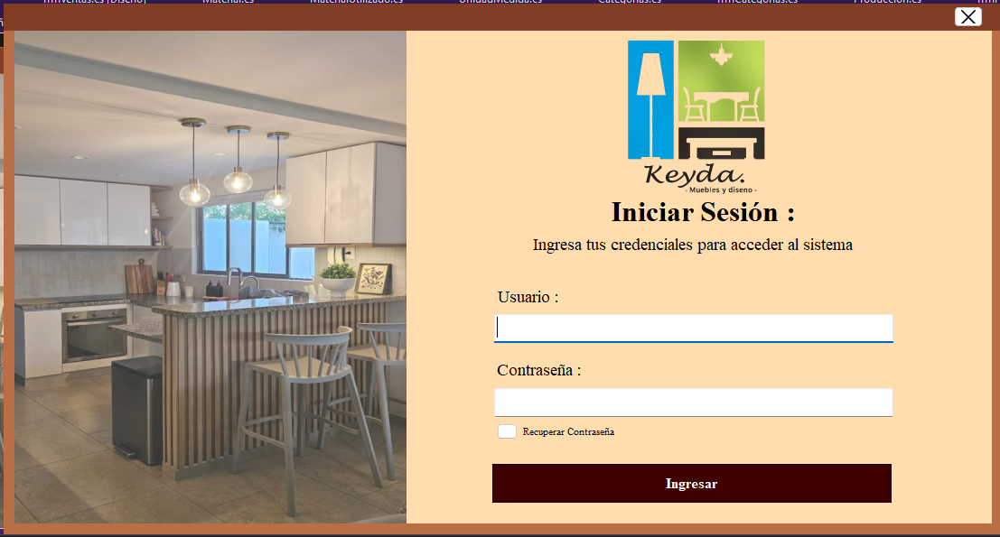 Keyda.
- Muebles y diseno -
Iniciar Sesión :
Ingresa tus credenciales para acceder al sistema
Usuario :
Contraseña :
Recuperar Contraseña
Ingresar